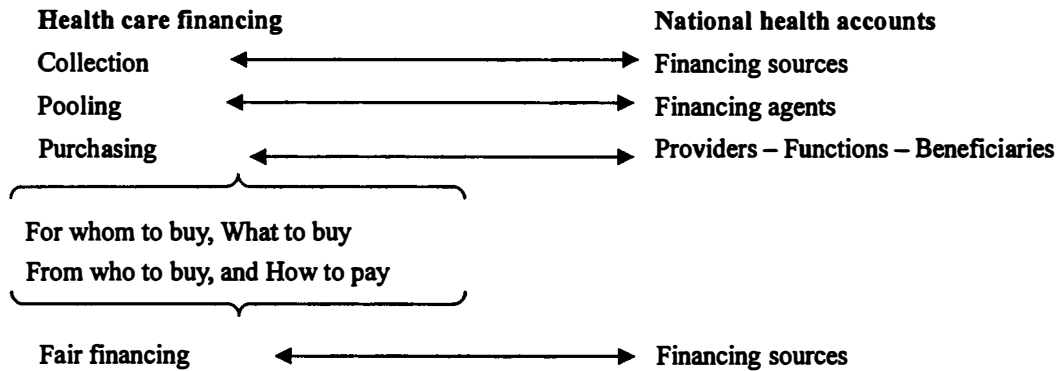 Health care financing National health accounts
Collection Financing sources
Pooling Financing agents
Purchasing Providers – Functions – Beneficiaries
For whom to buy, What to buy
From who to buy, and How to pay
Fair financing Financing sources